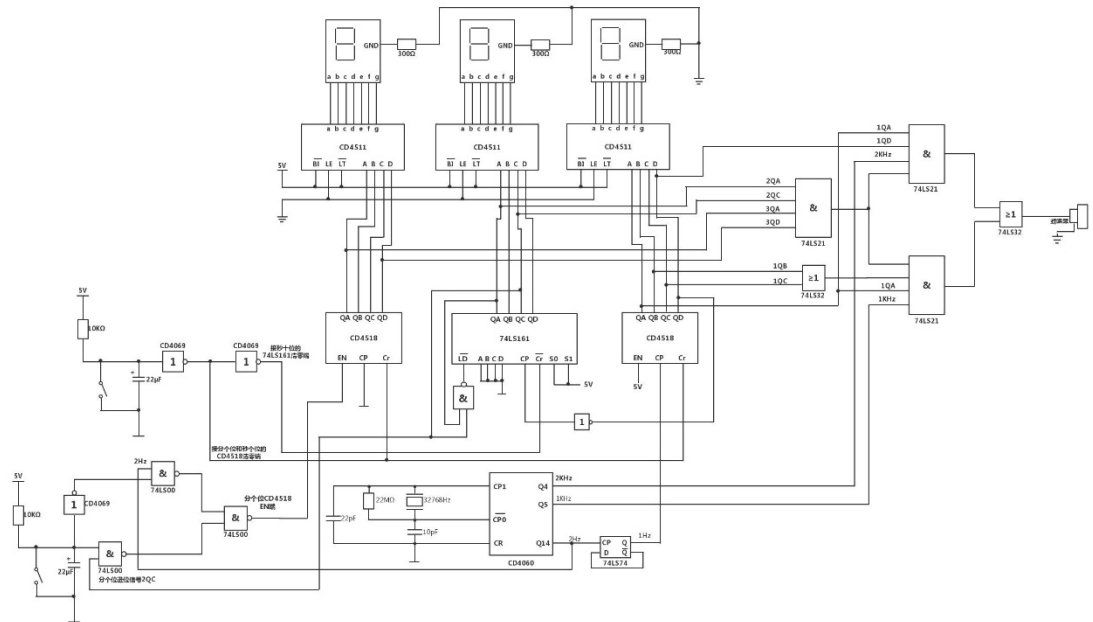 GND
300Ω
GND
300Ω
GND
300Ω
a b c d e f g
a b c d e f g
a b c d e f g
a b c d e f g
a b c d e f g
a b c d e f g
CD4511
CD4511
CD4511
5V
BI LE LT A B C D
BI LE LT A B C D
BI LE LT A B C D
1QA
1QD
2KHz
&
74LS21
2QA
2QC
3QA
3QD
&
74LS21
≥1
74LS32
1QB
1QC
≥1
74LS32
1QA
1KHz
&
74LS21
5V
10KΩ
22μF
CD4069
1
CD4069
1
接秒十位的
74LS161清零端
QA QB QC QD
CD4518
EN CP Cr
QA QB QC QD
74LS161
LD A B C D CP Cr S0 S1
5V
&
1
QA QB QC QD
CD4518
EN CP Cr
5V
接分个位和秒个位的
CD4518清零端
2Hz
&
74LS00
5V
1
CD4069
10KΩ
分个位CD4518
EN端
&
74LS00
&
74LS00
22μF
分个位进位信号2QC
22pF
22MΩ
32768Hz
10pF
CP1
CP0
CR
Q4
Q5
Q14
CD4060
2KHz
1KHz
2Hz
CP Q
D Q
74LS74
1Hz